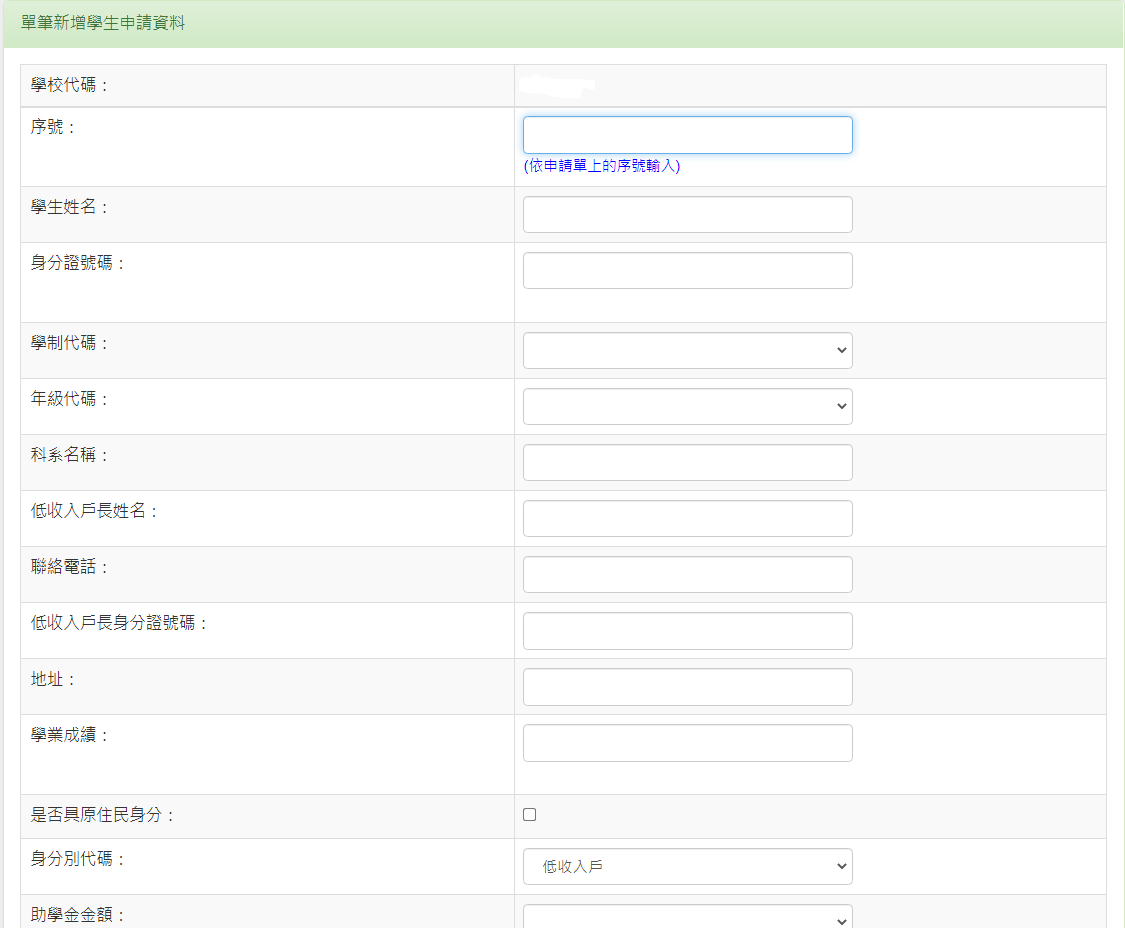 單筆新增學生申請資料
學校代碼：
序號：
(依申請單上的序號輸入)
學生姓名：
身分證號碼：
學制代碼：
年級代碼：
科系名稱：
低收入戶長姓名：
聯絡電話：
低收入戶長身分證號碼：
地址：
學業成績：
是否具原住民身分：
身分別代碼：
低收入戶
助學金金額：